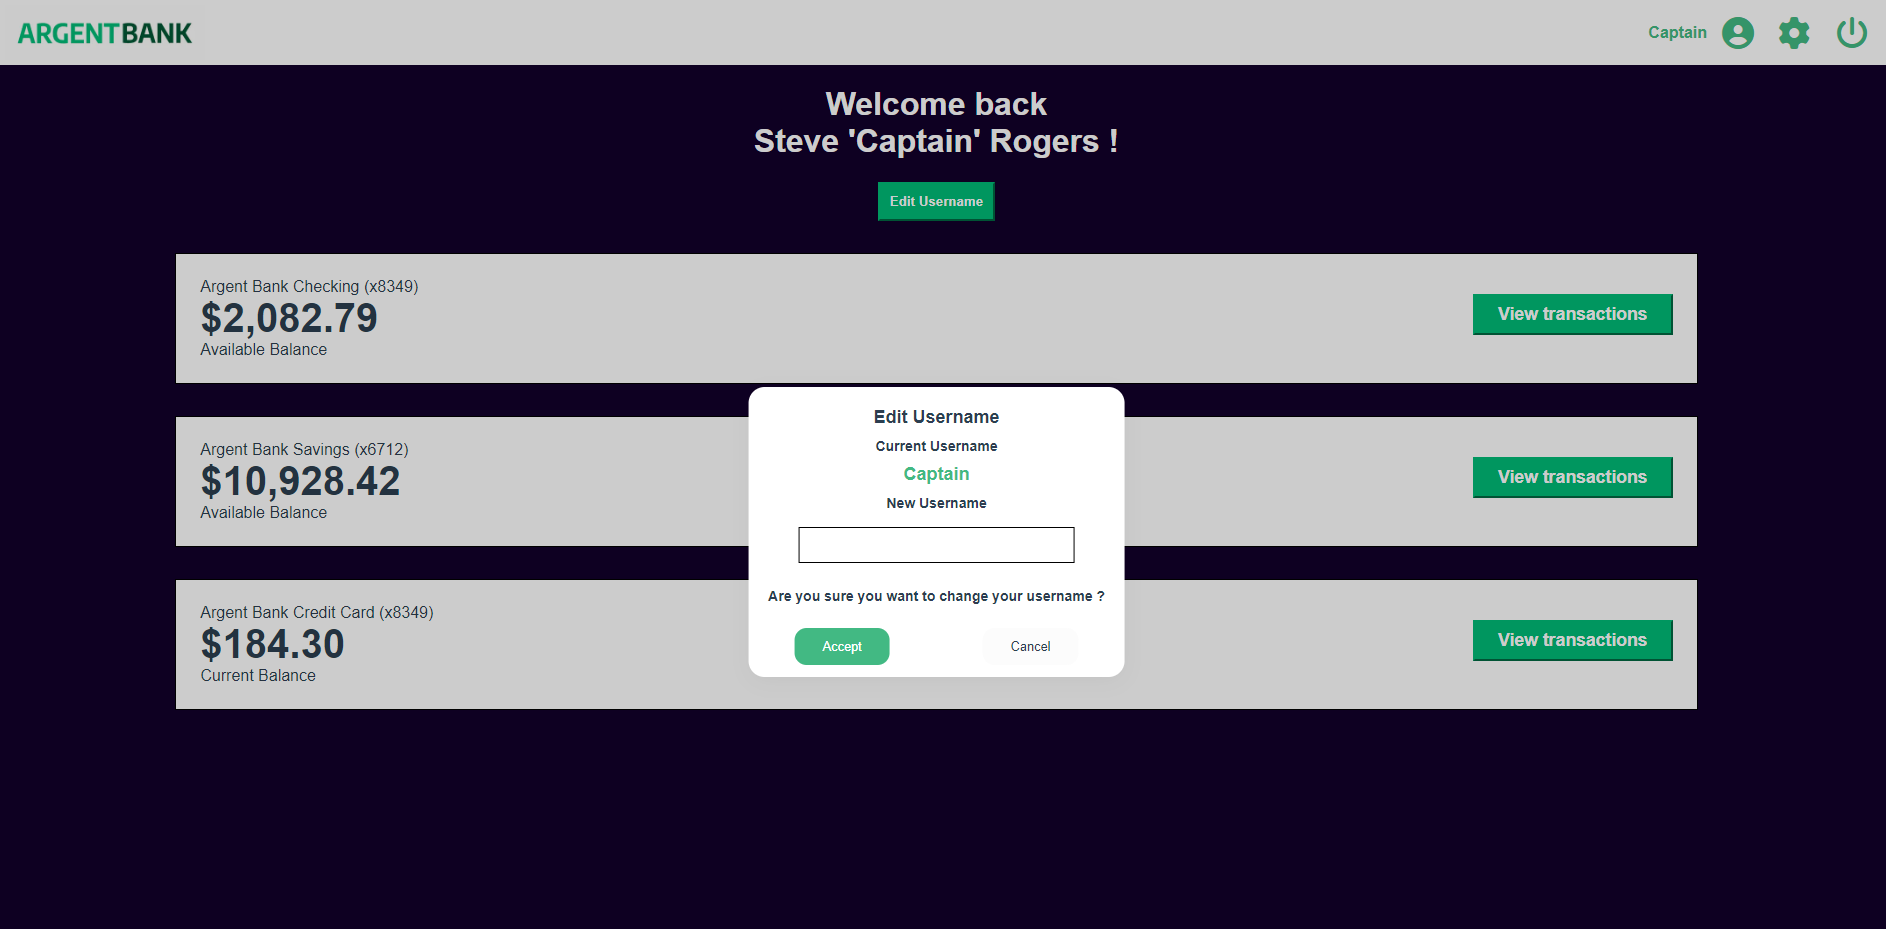 ARGENTBANK
Captain
Welcome back
Steve 'Captain' Rogers !
Edit Username
Argent Bank Checking (x8349)
$2,082.79
Available Balance
View transactions
Argent Bank Savings (x6712)
$10,928.42
Available Balance
View transactions
Argent Bank Credit Card (x8349)
$184.30
Current Balance
View transactions
Edit Username
Current Username
Captain
New Username
Are you sure you want to change your username ?
Accept
Cancel